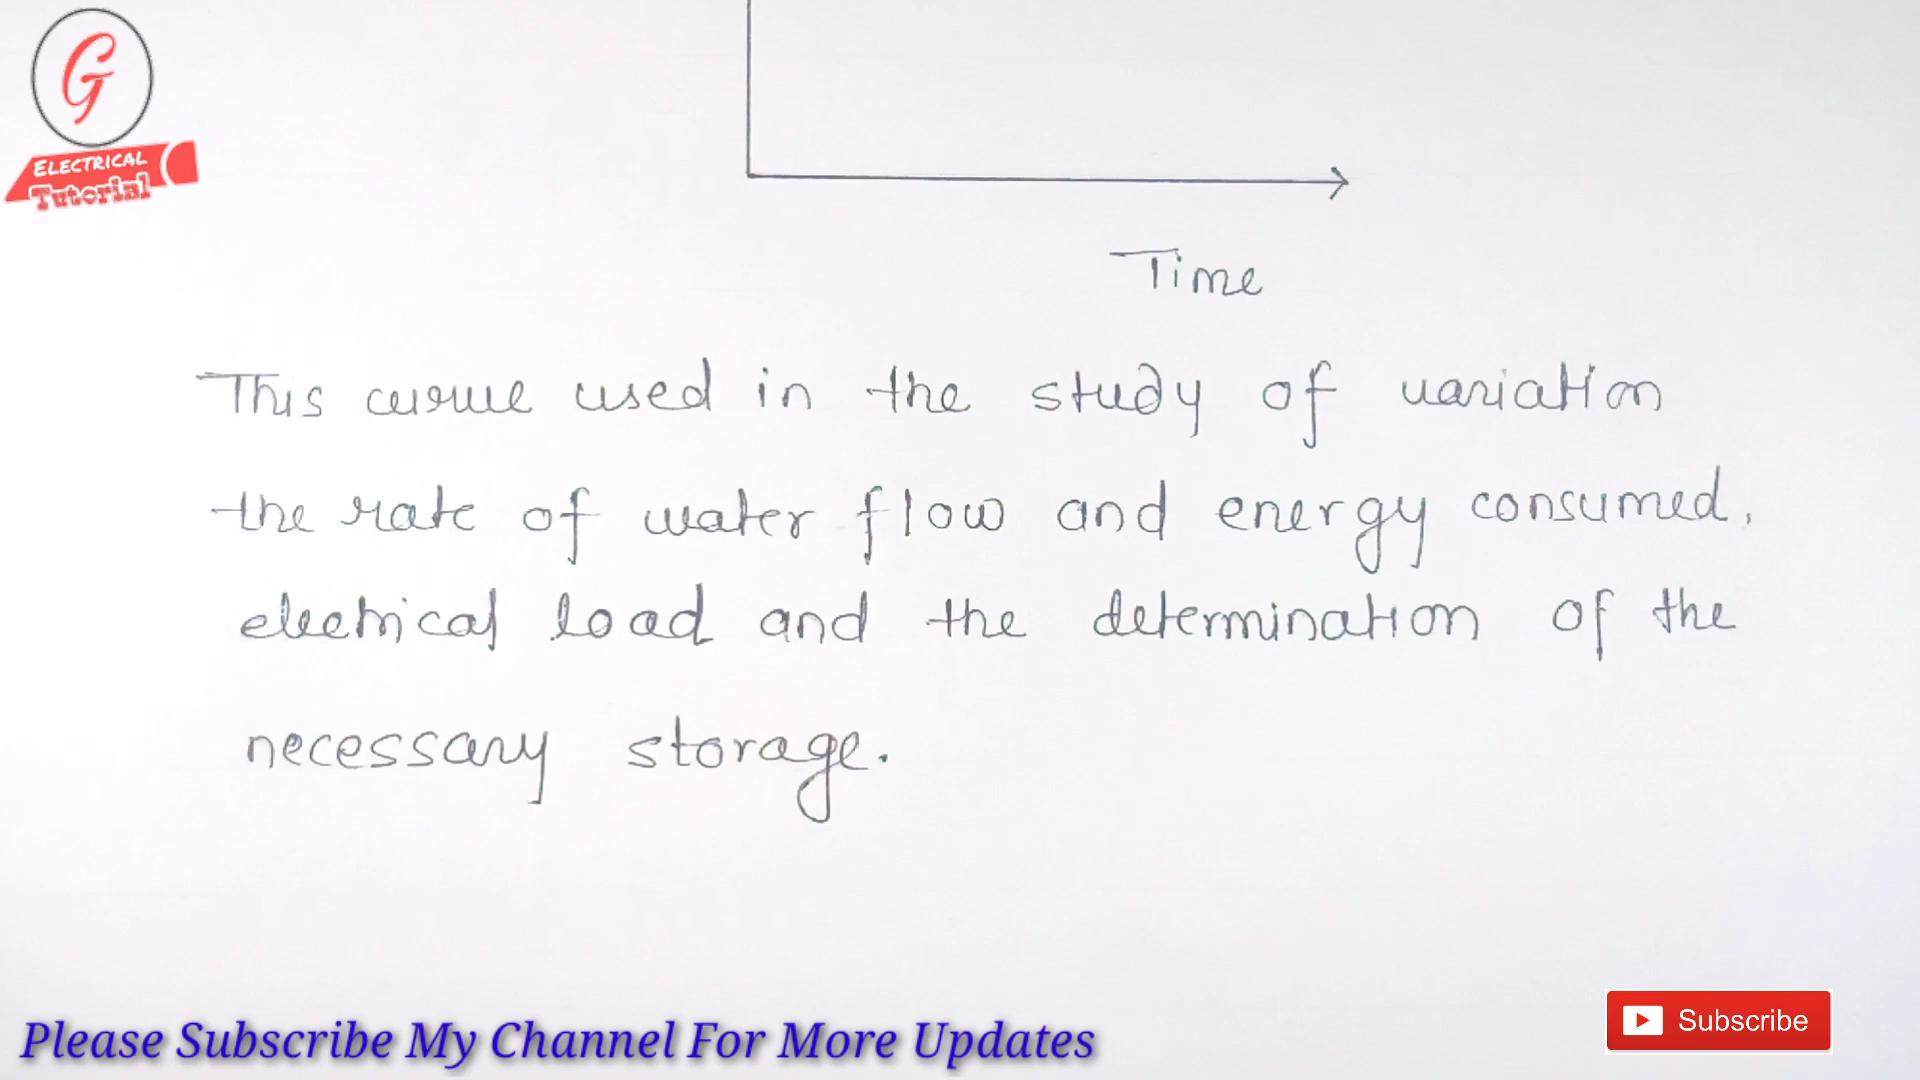 G
ELECTRICAL
Tutorial
Time
This curve used in the study of variation
the rate of water flow and energy consumed,
electrical load and the determination of the
necessary storage.
Please Subscribe My Channel For More Updates
Subscribe